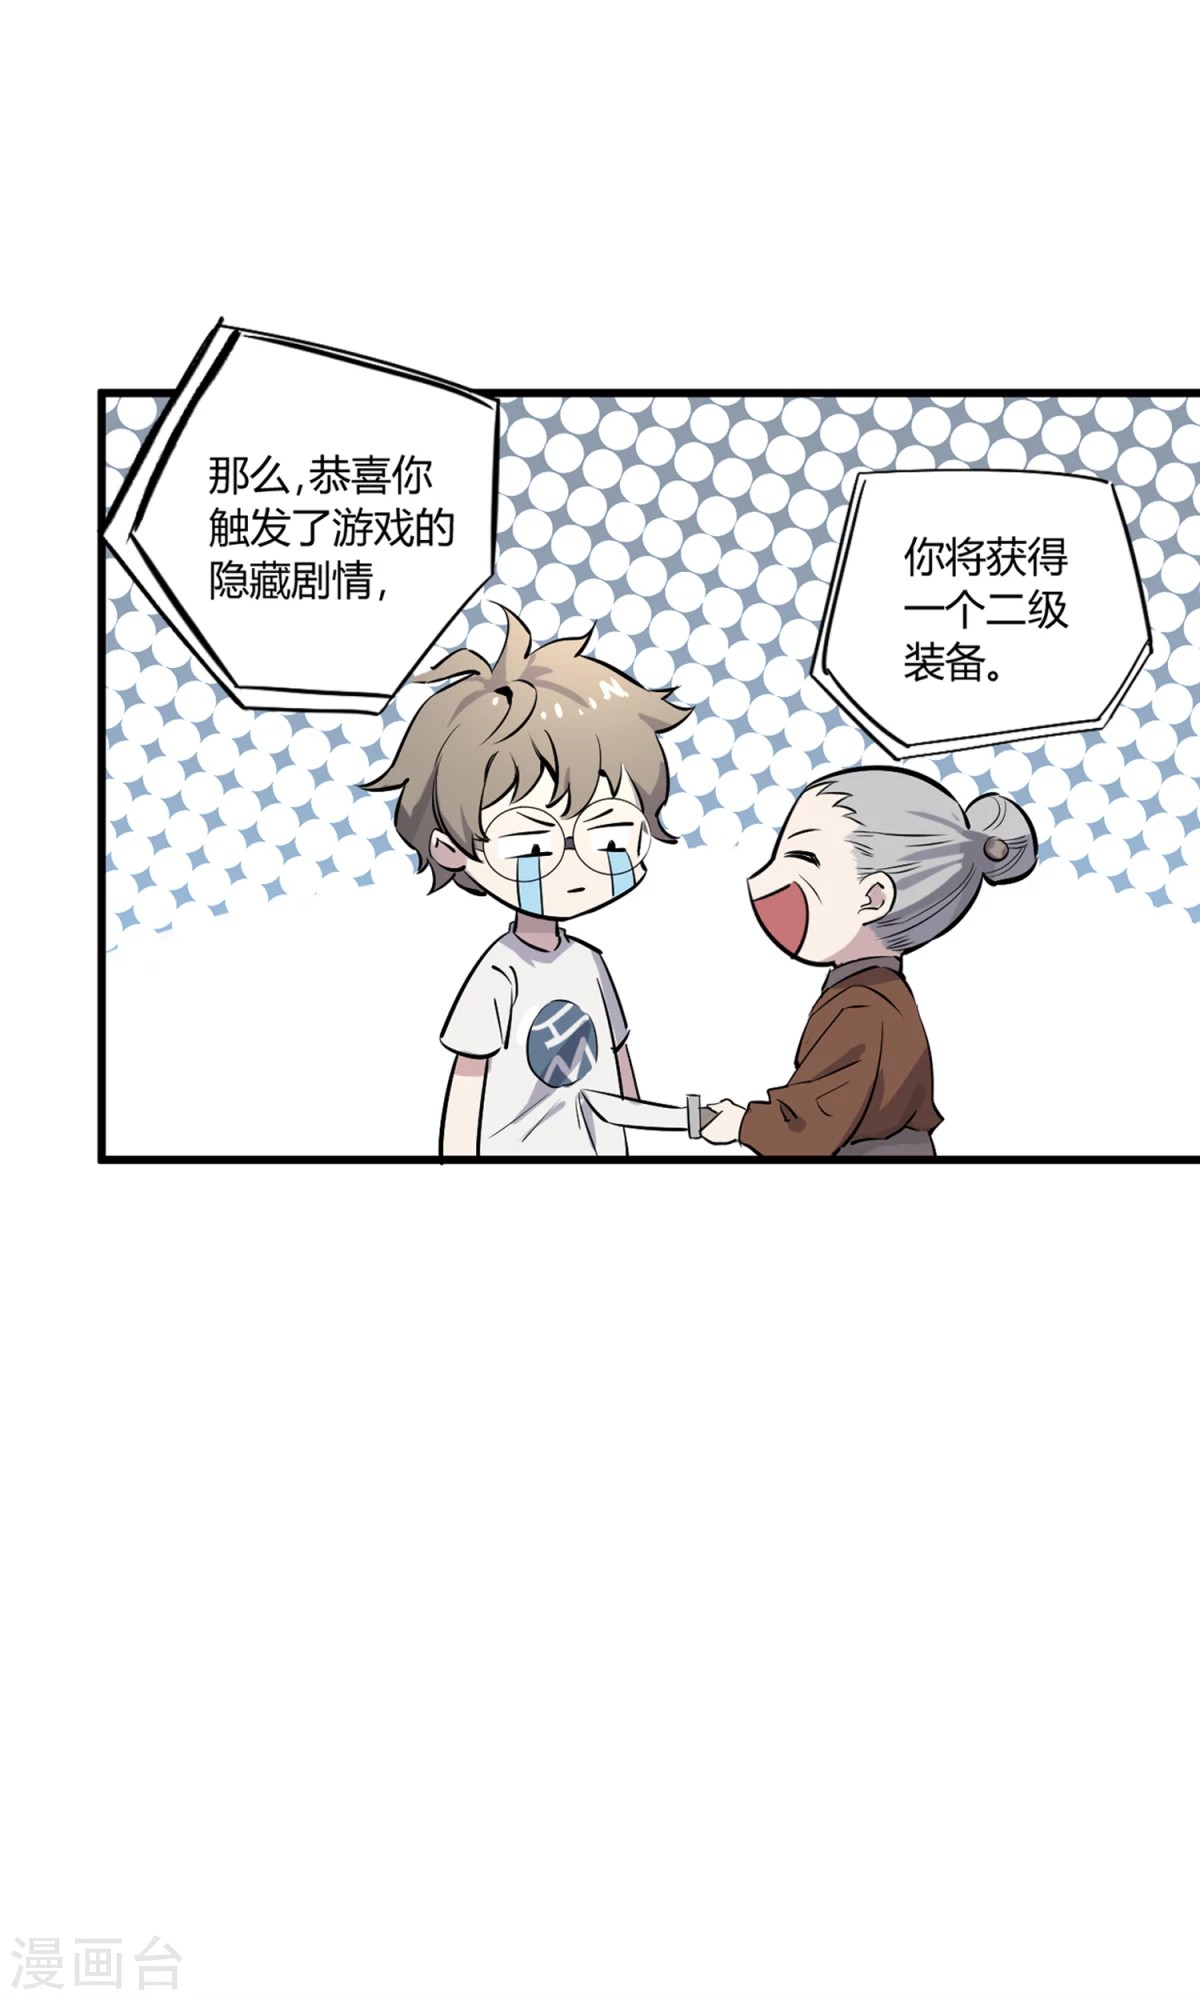 那么,恭喜你
触发了游戏的
隐藏剧情,
你将获得
一个二级
装备。
漫画台